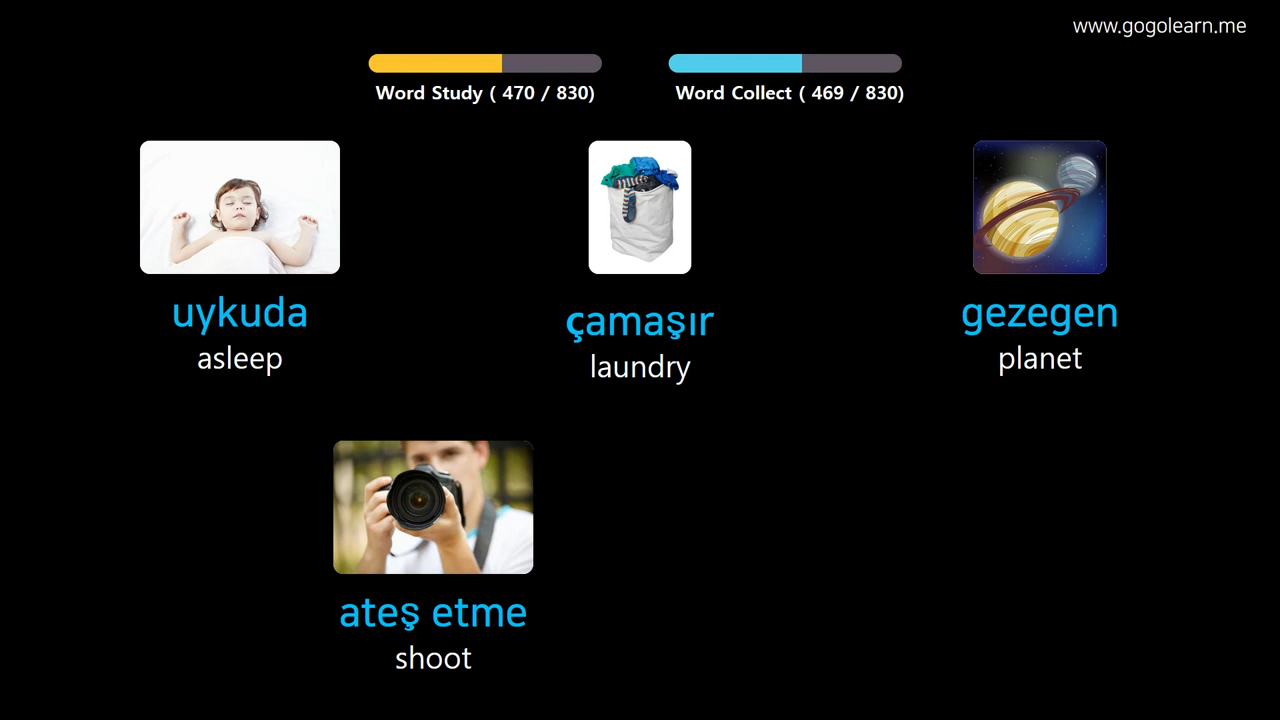 www.gogolearn.me
Word Study ( 470 / 830)
Word Collect ( 469 / 830)
uykuda
asleep
çamaşır
laundry
gezegen
planet
ateş etme
shoot